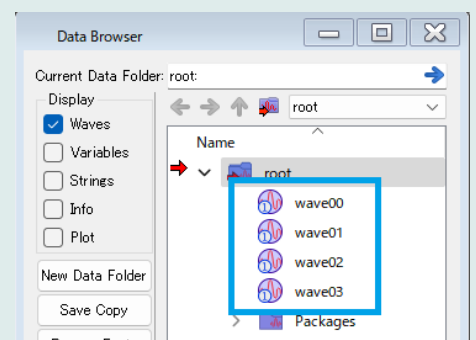 Data Browser
Current Data Folder: root:
Display
root
Waves
Variables
Strings
Info
Plot
New Data Folder
Save Copy
Name
root
wave00
wave01
wave02
wave03
Packages